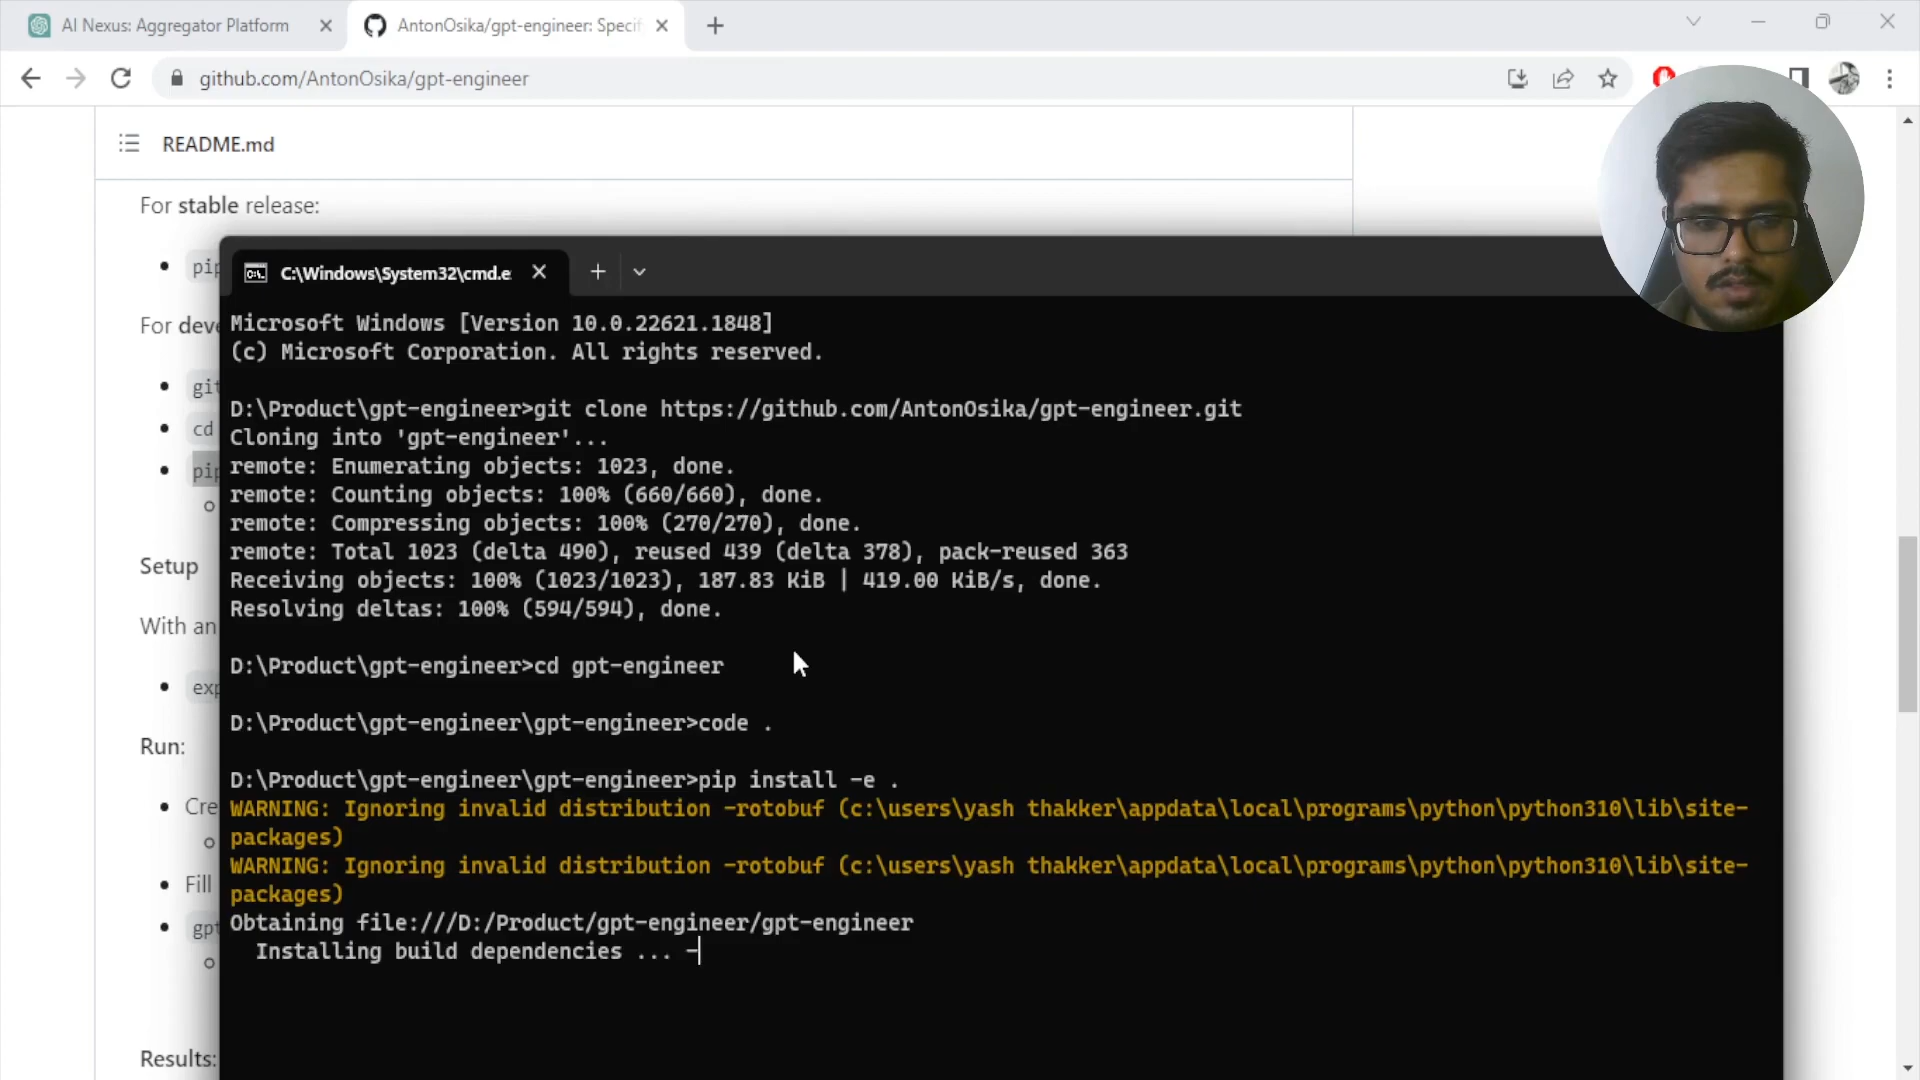 AI Nexus: Aggregator Platform
AntonOsika/gpt-engineer: Specif
github.com/AntonOsika/gpt-engineer
README.md
For stable release:
pip
C:\Windows\System32\cmd.e
For deve
Microsoft Windows [Version 10.0.22621.1848]
(c) Microsoft Corporation. All rights reserved.
git
D:\Product\gpt-engineer>git clone https://github.com/AntonOsika/gpt-engineer.git
cd
Cloning into 'gpt-engineer'...
pip
remote: Enumerating objects: 1023, done.
remote: Counting objects: 100% (660/660), done.
remote: Compressing objects: 100% (270/270), done.
remote: Total 1023 (delta 490), reused 439 (delta 378), pack-reused 363
Setup
Receiving objects: 100% (1023/1023), 187.83 KiB | 419.00 KiB/s, done.
Resolving deltas: 100% (594/594), done.
With an
D:\Product\gpt-engineer>cd gpt-engineer
exp
D:\Product\gpt-engineer\gpt-engineer>code .
Run:
D:\Product\gpt-engineer\gpt-engineer>pip install -e .
Cre
WARNING: Ignoring invalid distribution -rotobuf (c:\users\yash thakker\appdata\local\programs\python\python310\lib\site-
packages)
WARNING: Ignoring invalid distribution -rotobuf (c:\users\yash thakker\appdata\local\programs\python\python310\lib\site-
packages)
Fill
Obtaining file:///D:/Product/gpt-engineer/gpt-engineer
gpt
Installing build dependencies ... -
Results: